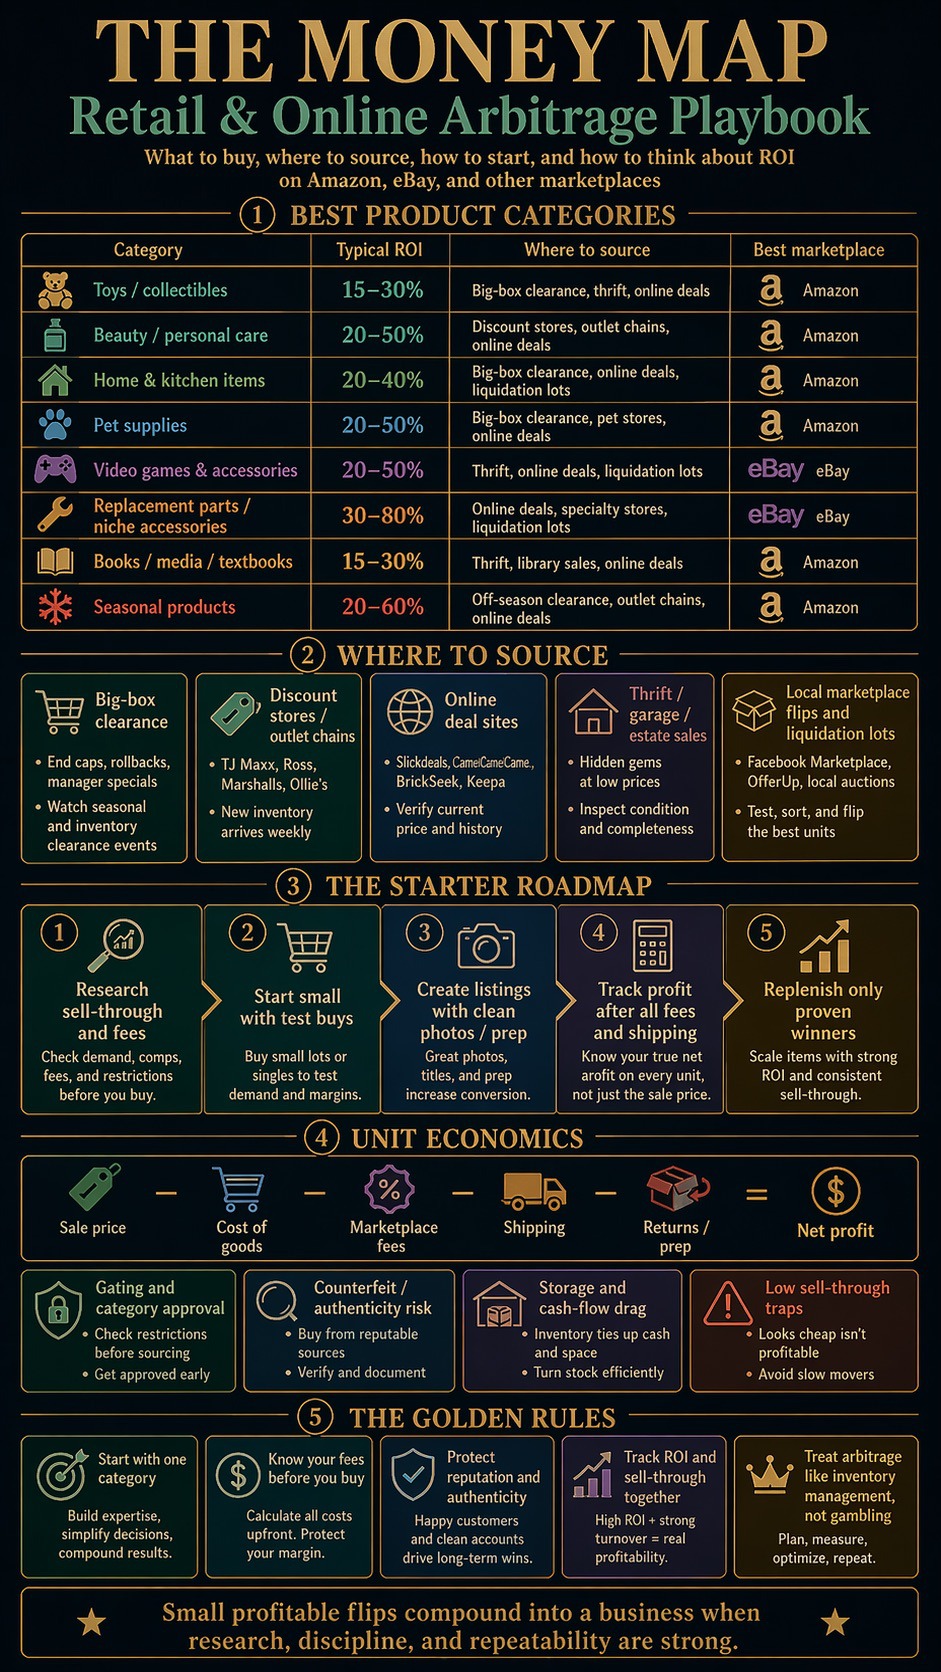 THE MONEY MAP
Retail & Online Arbitrage Playbook
What to buy, where to source, how to start, and how to think about ROI
on Amazon, eBay, and other marketplaces
1 BEST PRODUCT CATEGORIES
Category Typical ROI Where to source Best marketplace
Toys / collectibles 15–30% Big-box clearance, thrift, online deals a Amazon
Beauty / personal care 20–50% Discount stores, outlet chains,
online deals a Amazon
Home & kitchen items 20–40% Big-box clearance, online deals,
liquidation lots a Amazon
Pet supplies 20–50% Big-box clearance, pet stores,
online deals a Amazon
Video games & accessories 20–50% Thrift, online deals, liquidation lots eBay eBay
Replacement parts /
niche accessories 30–80% Online deals, specialty stores,
liquidation lots eBay eBay
Books / media / textbooks 15–30% Thrift, library sales, online deals a Amazon
Seasonal products 20–60% Off-season clearance, outlet chains,
online deals a Amazon
2 WHERE TO SOURCE
Big-box
clearance
• End caps, rollbacks,
manager specials
• Watch seasonal
and inventory
clearance events
Discount
stores /
outlet chains
• TJ Maxx, Ross,
Marshalls, Ollie's
• New inventory
arrives weekly
Online
deal sites
• Slickdeals, CamelCameCame.,
BrickSeek, Keepa
• Verify current
price and history
Thrift /
garage /
estate sales
• Hidden gems
at low prices
• Inspect condition
and completeness
Local marketplace
flips and
liquidation lots
• Facebook Marketplace,
OfferUp, local auctions
• Test, sort, and flip
the best units
3 THE STARTER ROADMAP
1
Research
sell-through
and fees
Check demand, comps,
fees, and restrictions
before you buy.
2
Start small
with test buys
Buy small lots or
singles to test
demand and margins.
3
Create listings
with clean
photos / prep
Great photos,
titles, and prep
increase conversion.
4
Track profit
after all fees
and shipping
Know your true net
arofit on every unit,
not just the sale price.
5
Replenish only
proven
winners
Scale items with strong
ROI and consistent
sell-through.
4 UNIT ECONOMICS
Sale price
–
Cost of
goods
–
%
Marketplace
fees
–
Shipping
–
Returns /
prep
=
$
Net profit
Gating and
category approval
• Check restrictions
before sourcing
• Get approved early
Counterfeit /
authenticity risk
• Buy from reputable
sources
• Verify and document
Storage and
cash-flow drag
• Inventory ties up cash
and space
• Turn stock efficiently
!
Low sell-through
traps
• Looks cheap isn't
profitable
• Avoid slow movers
5 THE GOLDEN RULES
Start with one
category
Build expertise,
simplify decisions,
compound results.
$
Know your fees
before you buy
Calculate all costs
upfront. Protect
your margin.
Protect
reputation and
authenticity
Happy customers
and clean accounts
drive long-term wins.
Track ROI and
sell-through
together
High ROI + strong
turnover = real
profitability.
Treat arbitrage
like inventory
management,
not gambling
Plan, measure,
optimize, repeat.
Small profitable flips compound into a business when
research, discipline, and repeatability are strong.